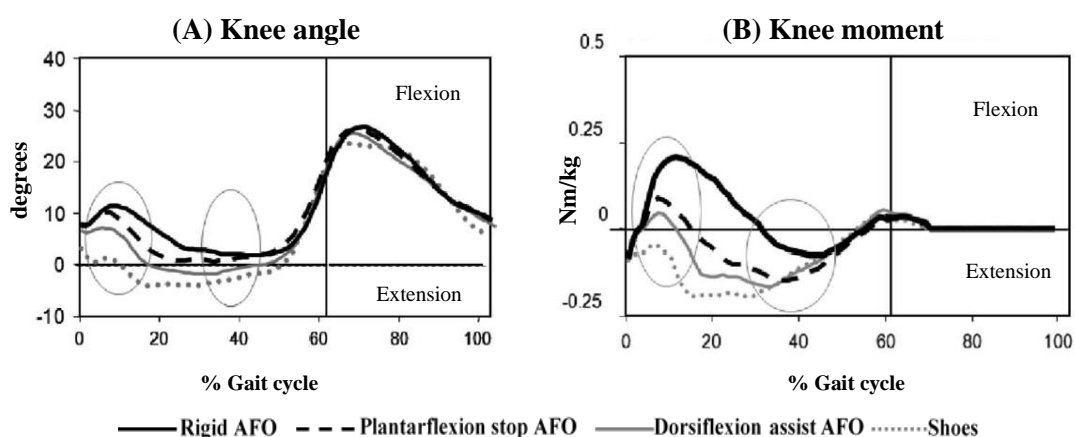 (A) Knee angle
40
30
20
10
0
-10
degrees
Flexion
Extension
0 20 40 60 80 100
% Gait cycle
(B) Knee moment
0.5
0.25
0
-0.25
Nm/kg
Flexion
Extension
0 20 40 60 80 100
% Gait cycle
Rigid AFO Plantarflexion stop AFO Dorsiflexion assist AFO Shoes